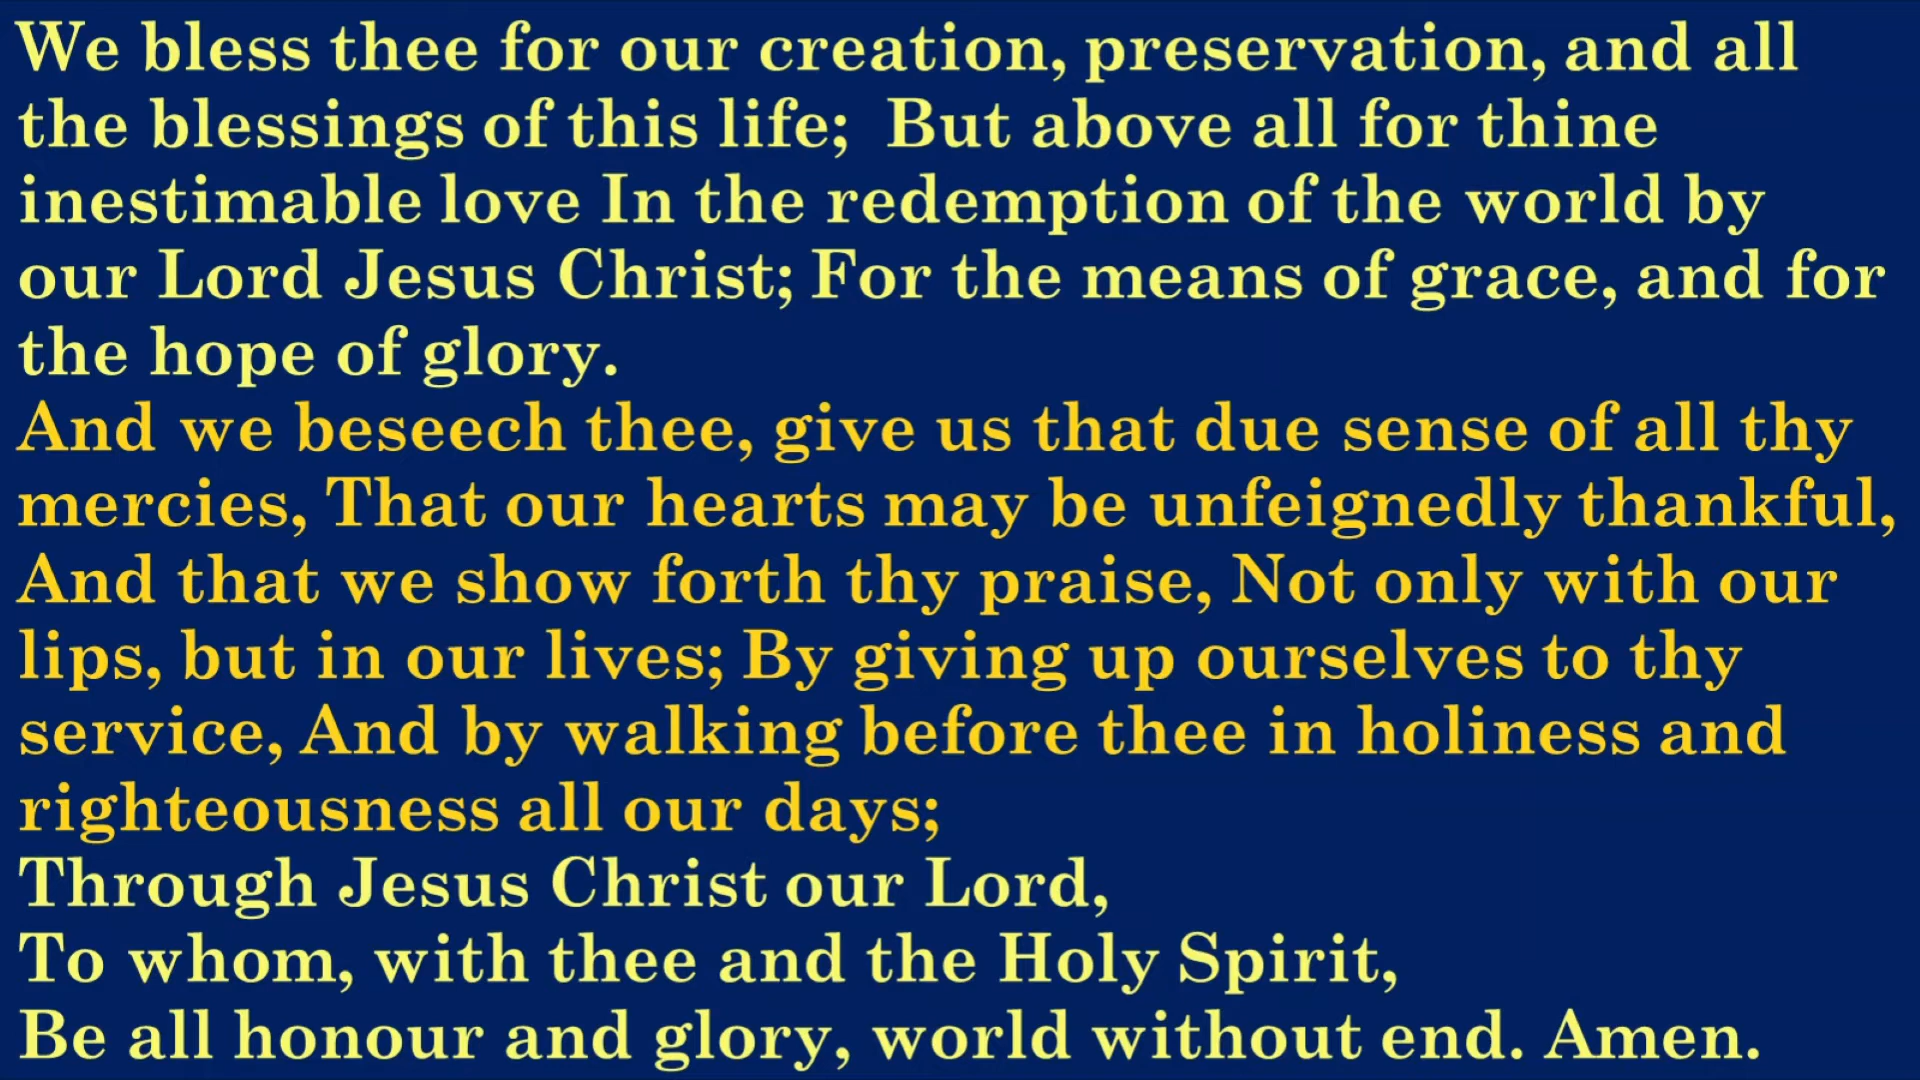 We bless thee for our creation, preservation, and all
the blessings of this life;  But above all for thine
inestimable love In the redemption of the world by
our Lord Jesus Christ; For the means of grace, and for
the hope of glory.
And we beseech thee, give us that due sense of all thy
mercies, That our hearts may be unfeignedly thankful,
And that we show forth thy praise, Not only with our
lips, but in our lives; By giving up ourselves to thy
service, And by walking before thee in holiness and
righteousness all our days;
Through Jesus Christ our Lord,
To whom, with thee and the Holy Spirit,
Be all honour and glory, world without end. Amen.